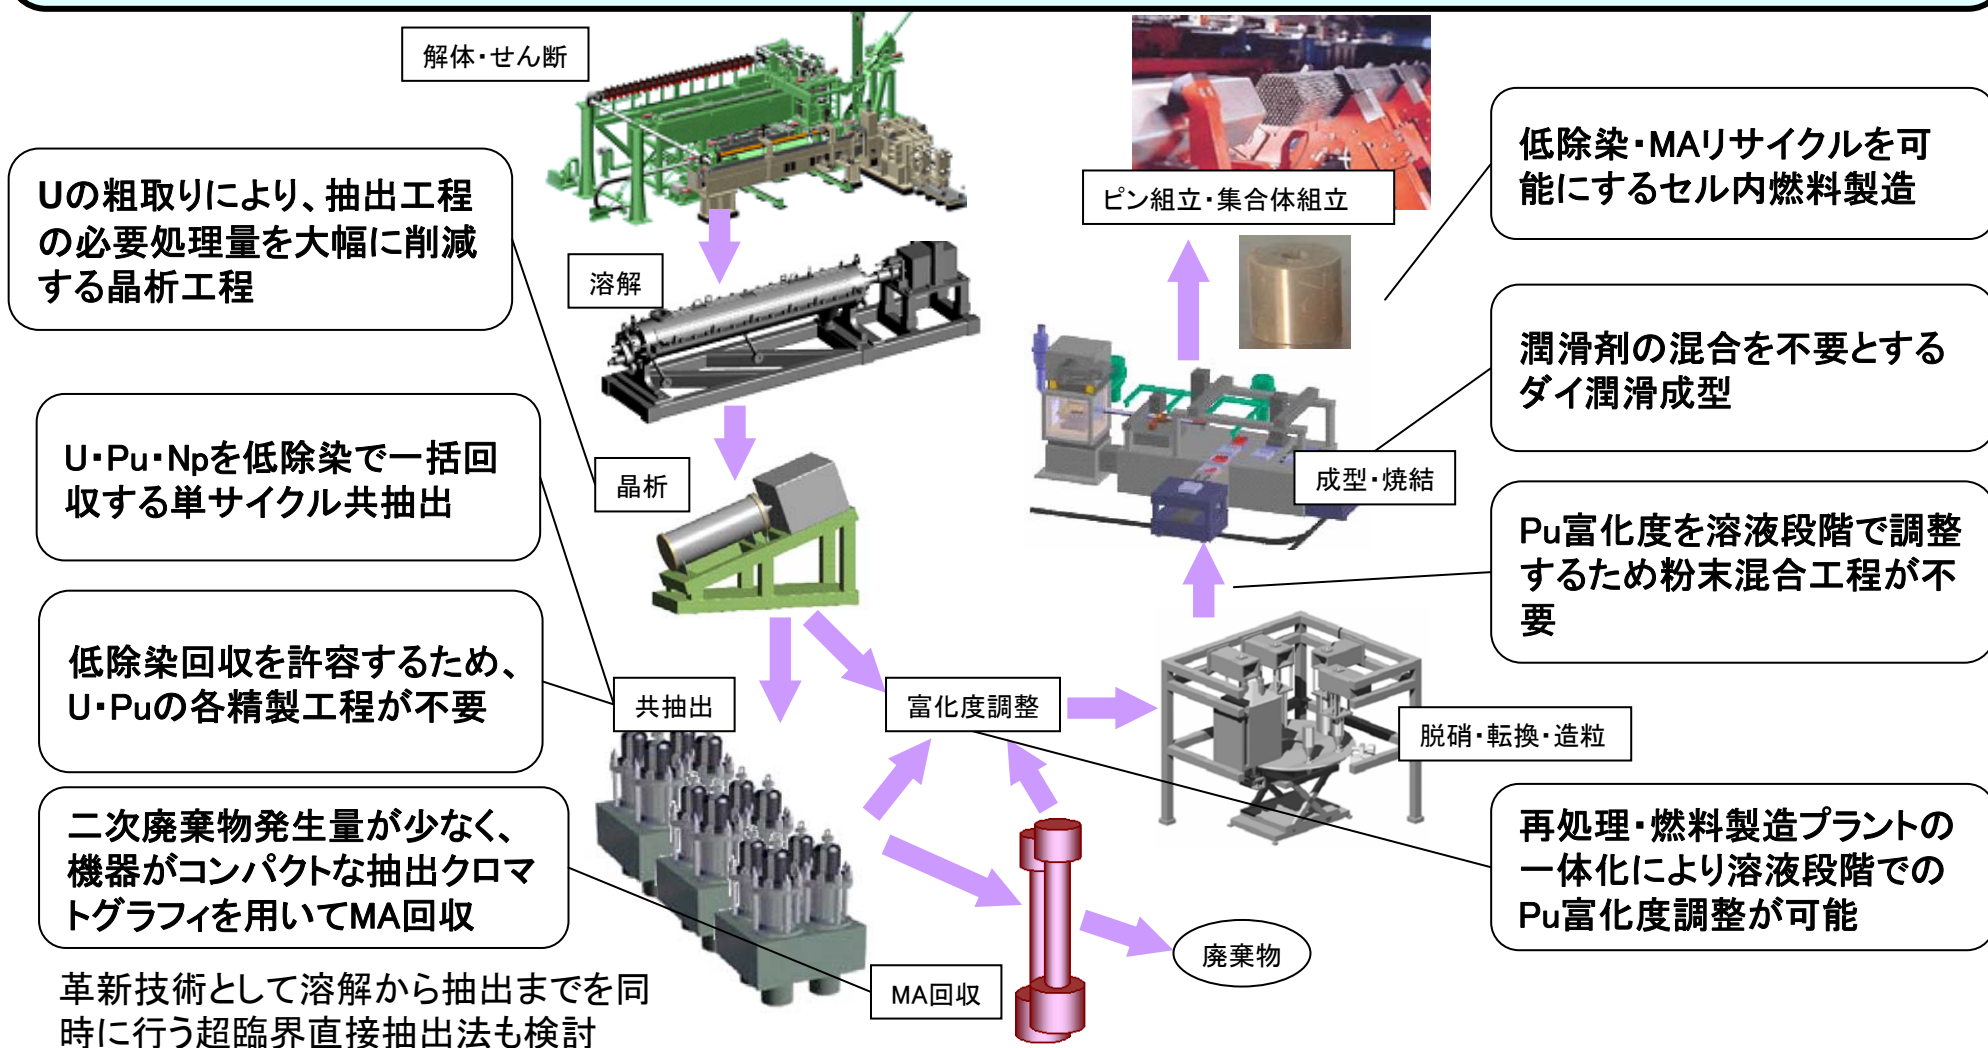 解体・せん断
Uの粗取りにより、抽出工程
の必要処理量を大幅に削減
する晶析工程
溶解
U・Pu・Npを低除染で一括回
収する単サイクル共抽出
晶析
低除染回収を許容するため、
U・Puの各精製工程が不要
共抽出
二次廃棄物発生量が少なく、
機器がコンパクトな抽出クロマ
トグラフィを用いてMA回収
MA回収
革新技術として溶解から抽出までを同
時に行う超臨界直接抽出法も検討
富化度調整
廃棄物
ピン組立・集合体組立
成型・焼結
脱硝・転換・造粒
低除染・MAリサイクルを可
能にするセル内燃料製造
潤滑剤の混合を不要とする
ダイ潤滑成型
Pu富化度を溶液段階で調整
するため粉末混合工程が不
要
再処理・燃料製造プラントの
一体化により溶液段階での
Pu富化度調整が可能